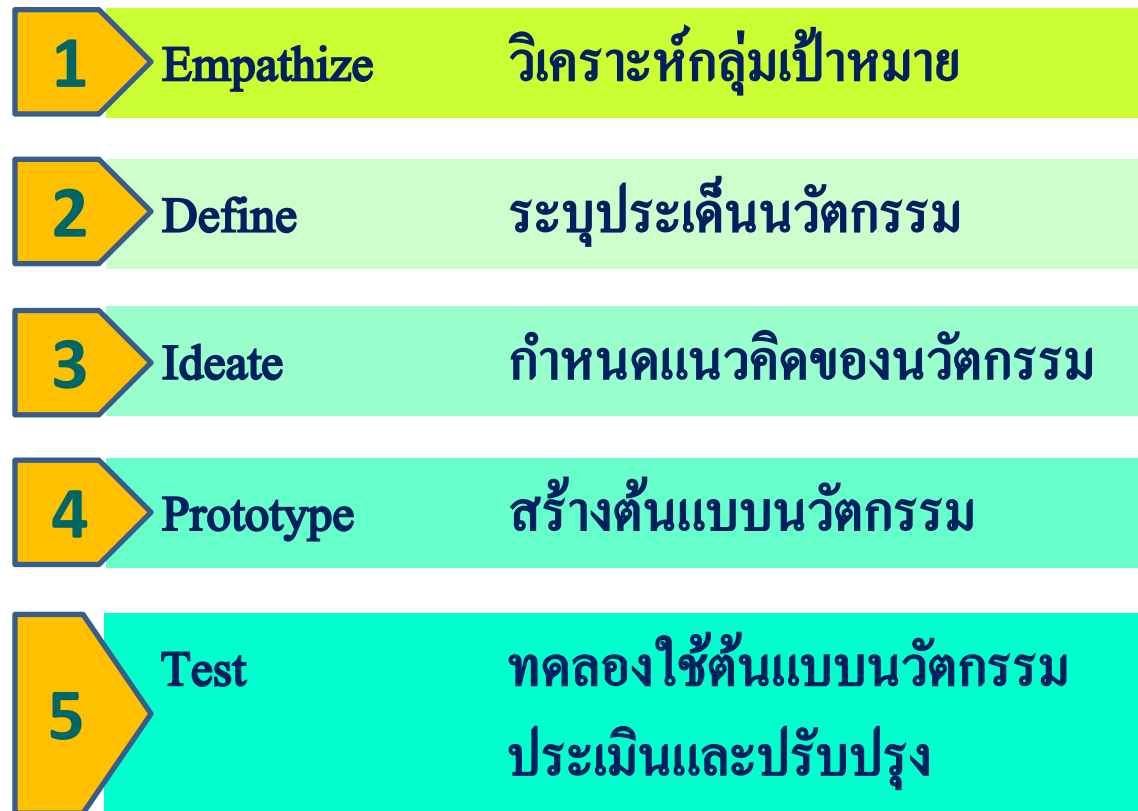 1 Empathize วิเคราะห์กลุ่มเป้าหมาย
2 Define ระบุประเด็นนวัตกรรม
3 Ideate กำหนดแนวคิดของนวัตกรรม
4 Prototype สร้างต้นแบบนวัตกรรม
5 Test ทดลองใช้ต้นแบบนวัตกรรม
ประเมินและปรับปรุง